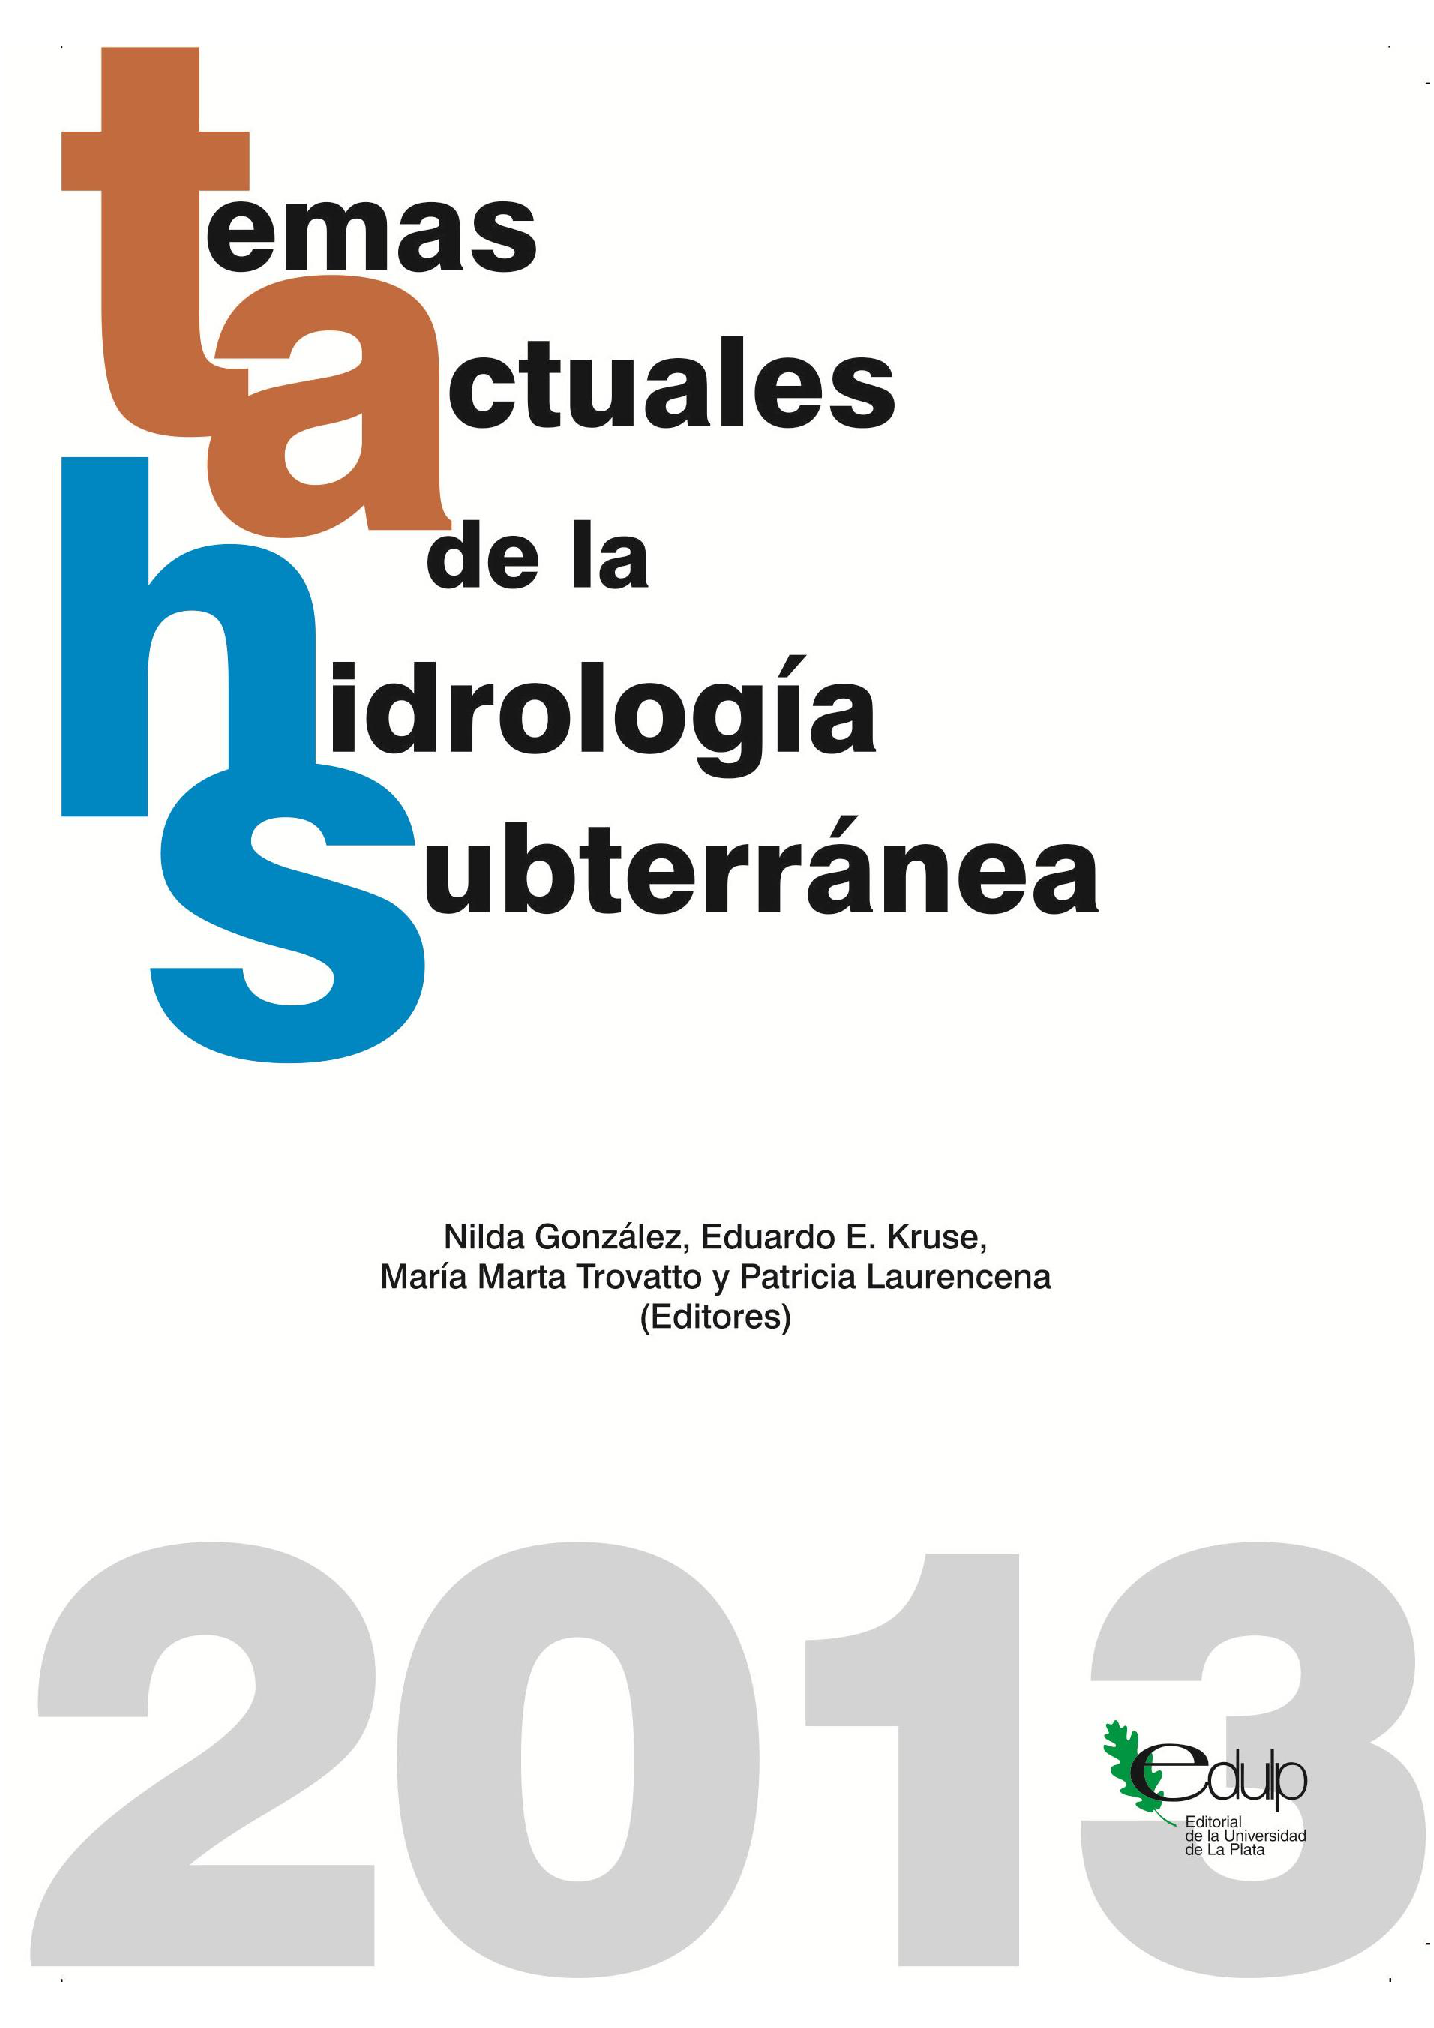 temas
actuales
de la
hidrología
subterránea
Nilda González, Eduardo E. Kruse,
María Marta Trovatto y Patricia Laurencena
(Editores)
2013
edulp
Editorial
de la Universidad
de La Plata